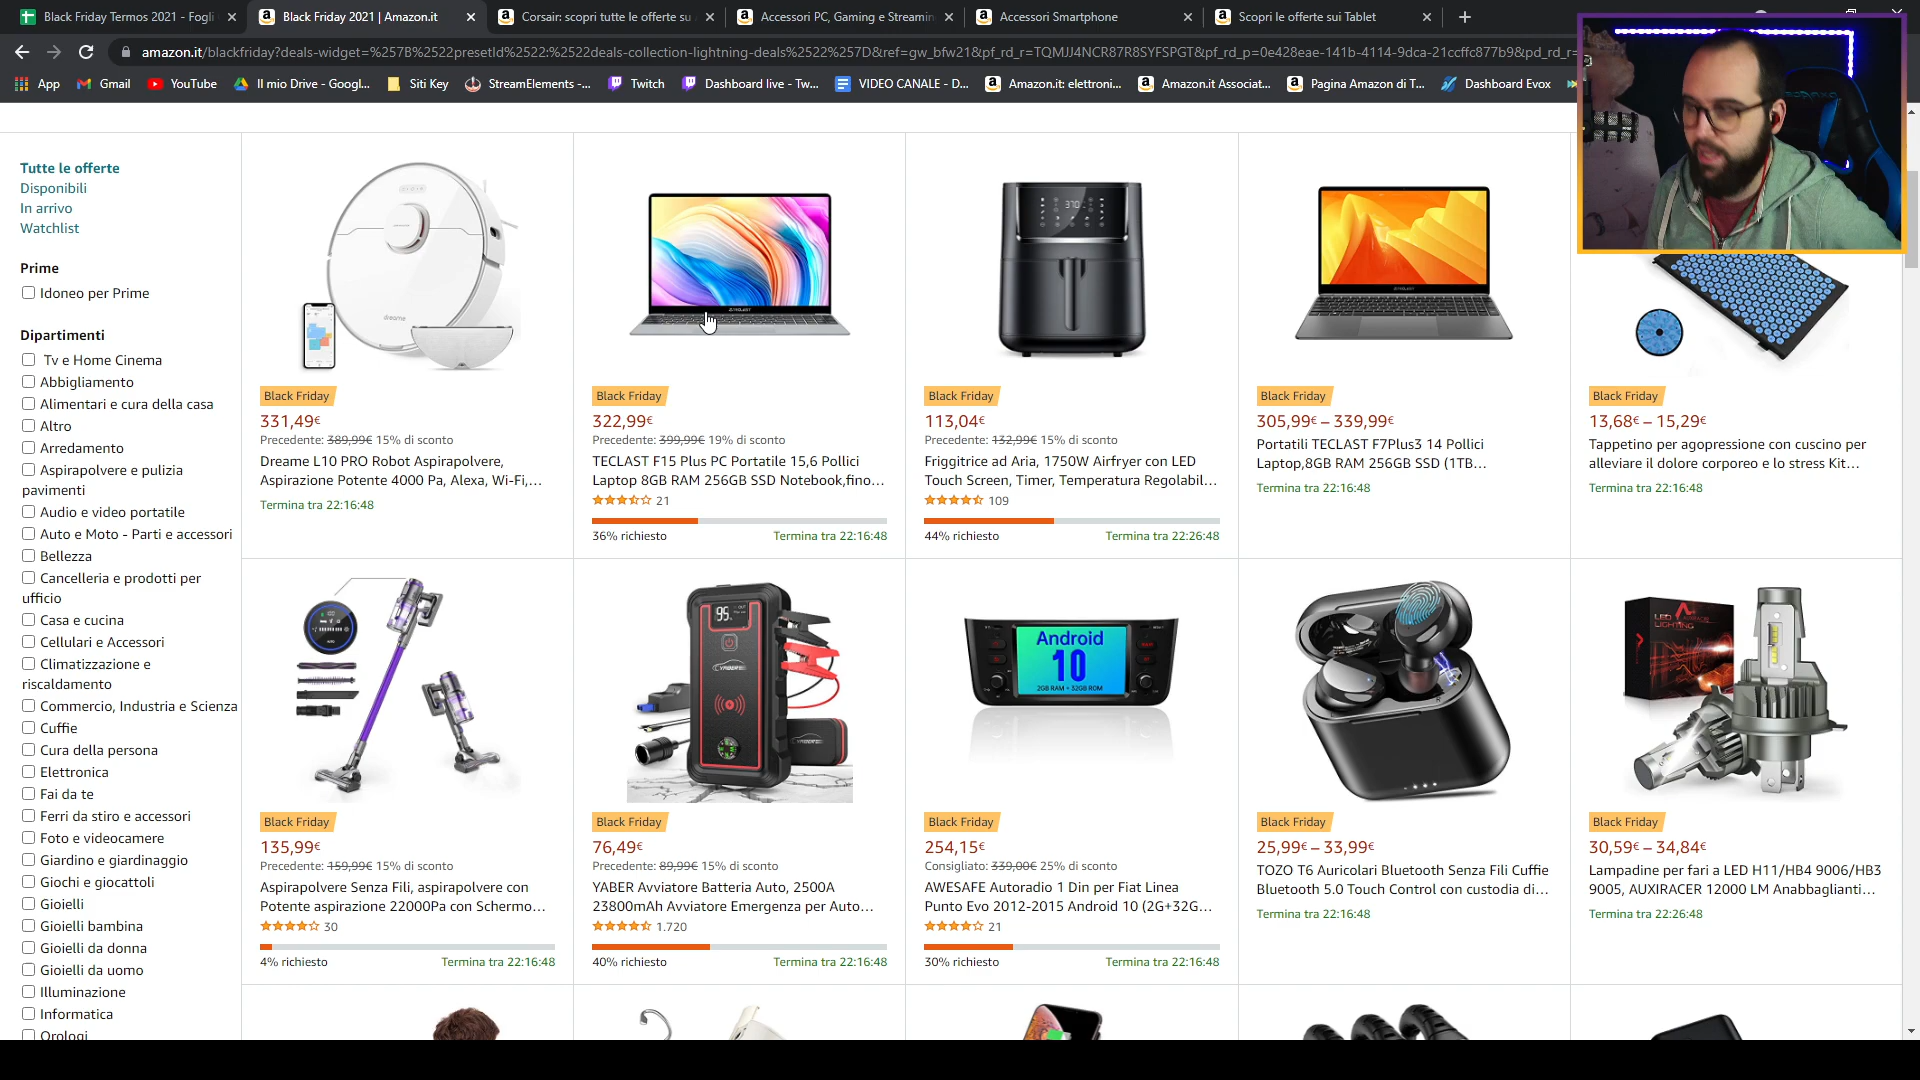 Black Friday Termos 2021 - Fogli
Black Friday 2021 | Amazon.it
Corsair: scopri tutte le offerte su
Accessori PC, Gaming e Streamin
Accessori Smartphone
Scopri le offerte sui Tablet
amazon.it/blackfriday?deals-widget=%257B%2522presetId%2522:%2522deals-collection-lightning-deals%2522%257D&ref=gw_bfw21&pf_rd_r=TQMJJ4NCR87R8SYFSPGT&pf_rd_p=0e428eae-141b-4114-9dca-21ccffc877b9&pd_rd_r=
App
Gmail
YouTube
Il mio Drive - Googl...
Siti Key
StreamElements -...
Twitch
Dashboard live - Tw...
VIDEO CANALE - D...
Amazon.it: elettroni...
Amazon.it Associat...
Pagina Amazon di T...
Dashboard Evox
Tutte le offerte
Disponibili
In arrivo
Watchlist
Prime
Idoneo per Prime
Dipartimenti
Tv e Home Cinema
Abbigliamento
Alimentari e cura della casa
Altro
Arredamento
Aspirapolvere e pulizia
pavimenti
Audio e video portatile
Auto e Moto - Parti e accessori
Bellezza
Cancelleria e prodotti per
ufficio
Casa e cucina
Cellulari e Accessori
Climatizzazione e
riscaldamento
Commercio, Industria e Scienza
Cuffie
Cura della persona
Elettronica
Fai da te
Ferri da stiro e accessori
Foto e videocamere
Giardino e giardinaggio
Giochi e giocattoli
Gioielli
Gioielli bambina
Gioielli da donna
Gioielli da uomo
Illuminazione
Informatica
Orologi
dreame
Black Friday
331,49€
Precedente: 389,99€ 15% di sconto
Dreame L10 PRO Robot Aspirapolvere,
Aspirazione Potente 4000 Pa, Alexa, Wi-Fi,...
Termina tra 22:16:48
Black Friday
322,99€
Precedente: 399,99€ 19% di sconto
TECLAST F15 Plus PC Portatile 15,6 Pollici
Laptop 8GB RAM 256GB SSD Notebook,fino...
21
36% richiesto
Termina tra 22:16:48
370
Black Friday
113,04€
Precedente: 132,99€ 15% di sconto
Friggitrice ad Aria, 1750W Airfryer con LED
Touch Screen, Timer, Temperatura Regolabil...
109
44% richiesto
Termina tra 22:26:48
Black Friday
305,99€ – 339,99€
Portatili TECLAST F7Plus3 14 Pollici
Laptop,8GB RAM 256GB SSD (1TB...
Termina tra 22:16:48
Black Friday
13,68€ – 15,29€
Tappetino per agopressione con cuscino per
alleviare il dolore corporeo e lo stress Kit...
Termina tra 22:16:48
Black Friday
135,99€
Precedente: 159,99€ 15% di sconto
Aspirapolvere Senza Fili, aspirapolvere con
Potente aspirazione 22000Pa con Schermo...
30
4% richiesto
Termina tra 22:16:48
95
YABER
Black Friday
76,49€
Precedente: 89,99€ 15% di sconto
YABER Avviatore Batteria Auto, 2500A
23800mAh Avviatore Emergenza per Auto...
1.720
40% richiesto
Termina tra 22:16:48
Android
10
2GB RAM + 32GB ROM
Black Friday
254,15€
Consigliato: 339,00€ 25% di sconto
AWESAFE Autoradio 1 Din per Fiat Linea
Punto Evo 2012-2015 Android 10 (2G+32G...
21
30% richiesto
Termina tra 22:16:48
Black Friday
25,99€ – 33,99€
TOZO T6 Auricolari Bluetooth Senza Fili Cuffie
Bluetooth 5.0 Touch Control con custodia di...
Termina tra 22:16:48
LED
LIGHTING
Black Friday
30,59€ – 34,84€
Lampadine per fari a LED H11/HB4 9006/HB3
9005, AUXIRACER 12000 LM Anabbaglianti...
Termina tra 22:26:48